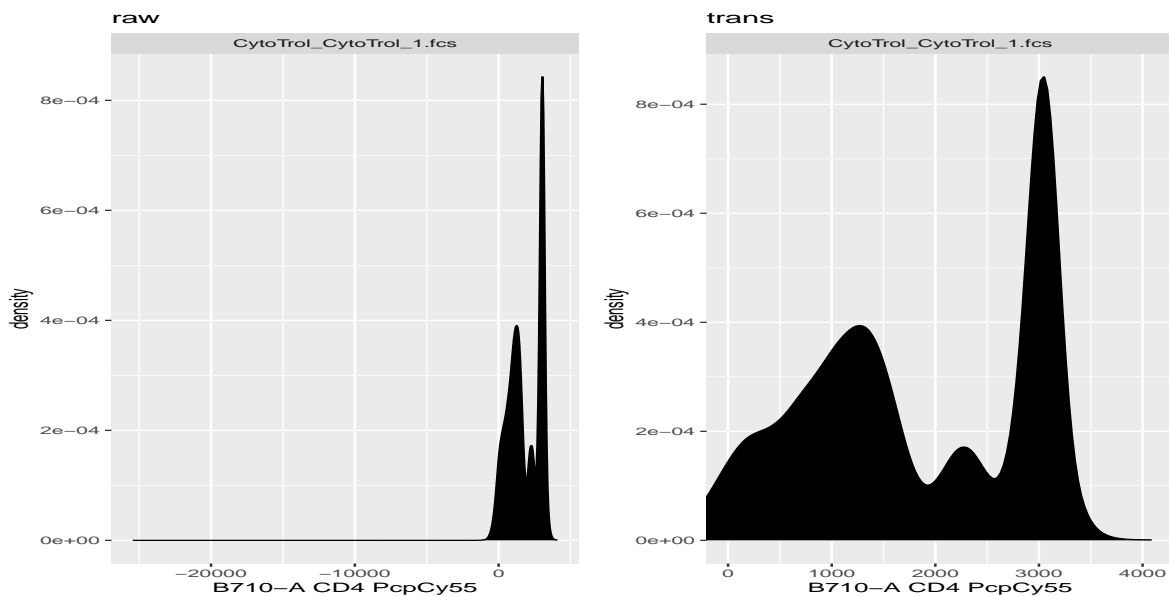 raw
CytoTrol_CytoTrol_1.fcs
8e−04
6e−04
4e−04
2e−04
0e+00
density
−20000 −10000 0
B710−A CD4 PcpCy55
trans
CytoTrol_CytoTrol_1.fcs
8e−04
6e−04
4e−04
2e−04
0e+00
density
0 1000 2000 3000 4000
B710−A CD4 PcpCy55